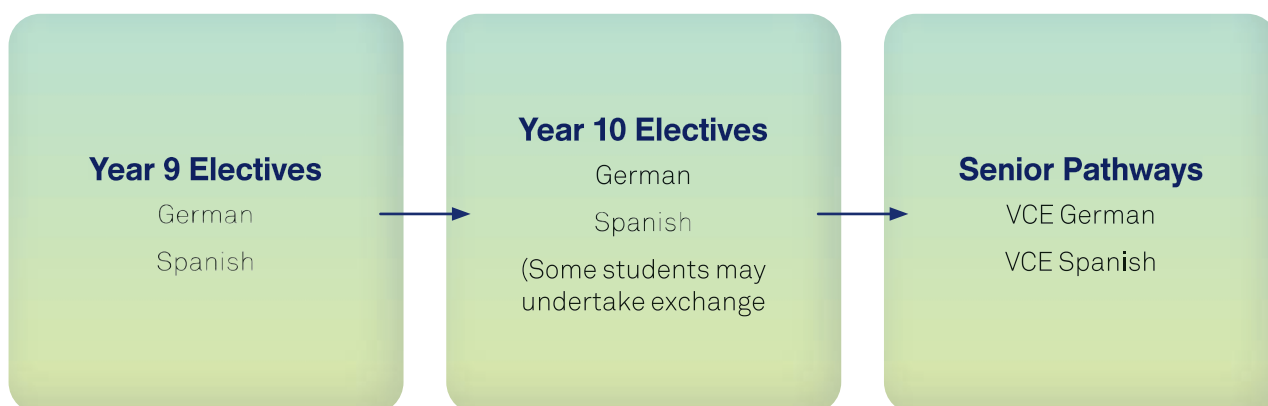 Year 9 Electives
German
Spanish
Year 10 Electives
German
Spanish
(Some students may
undertake exchange
Senior Pathways
VCE German
VCE Spanish